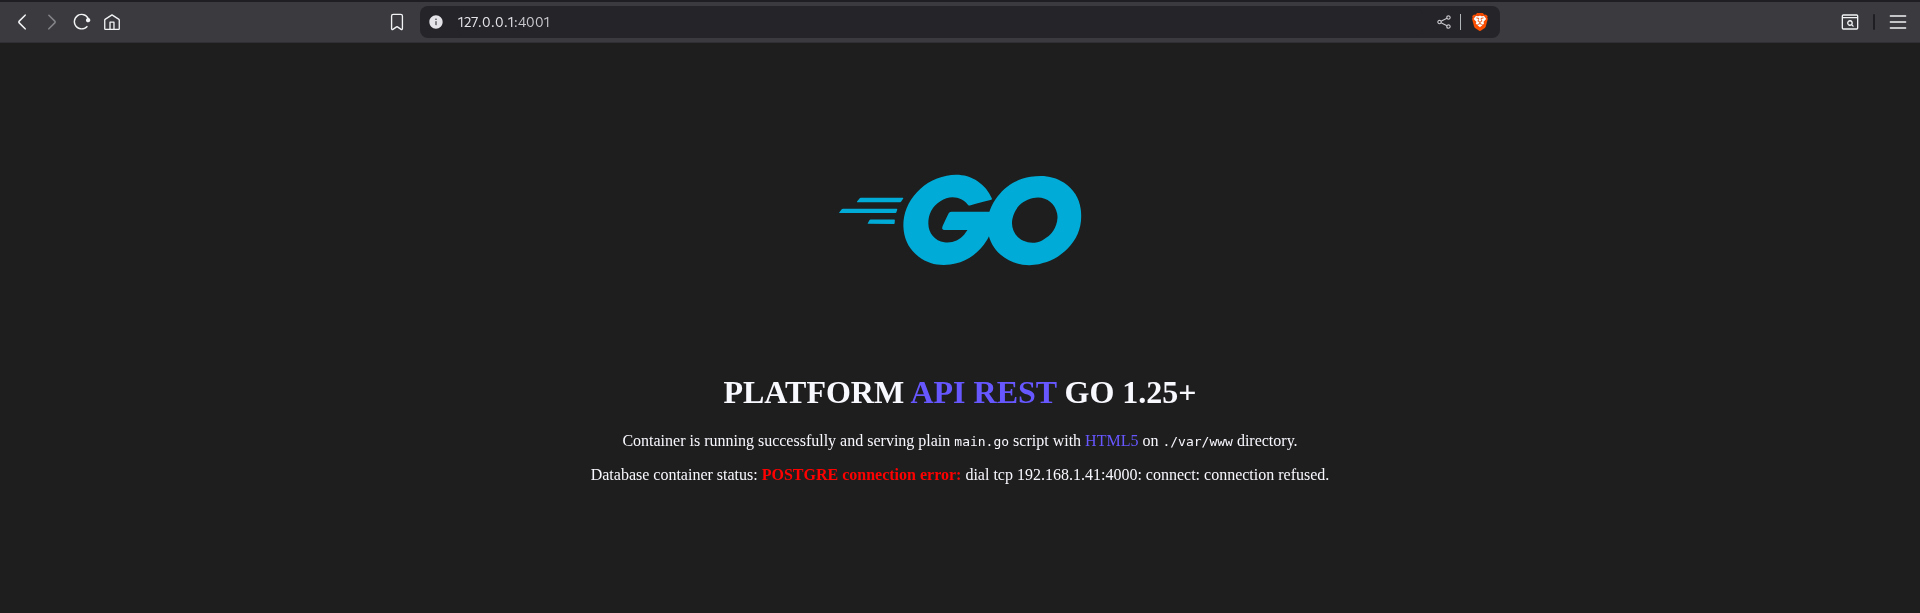 127.0.0.1:4001
GO
PLATFORM API REST GO 1.25+
Container is running successfully and serving plain main.go script with HTML5 on ./var/www directory.
Database container status: POSTGRE connection error: dial tcp 192.168.1.41:4000: connect: connection refused.